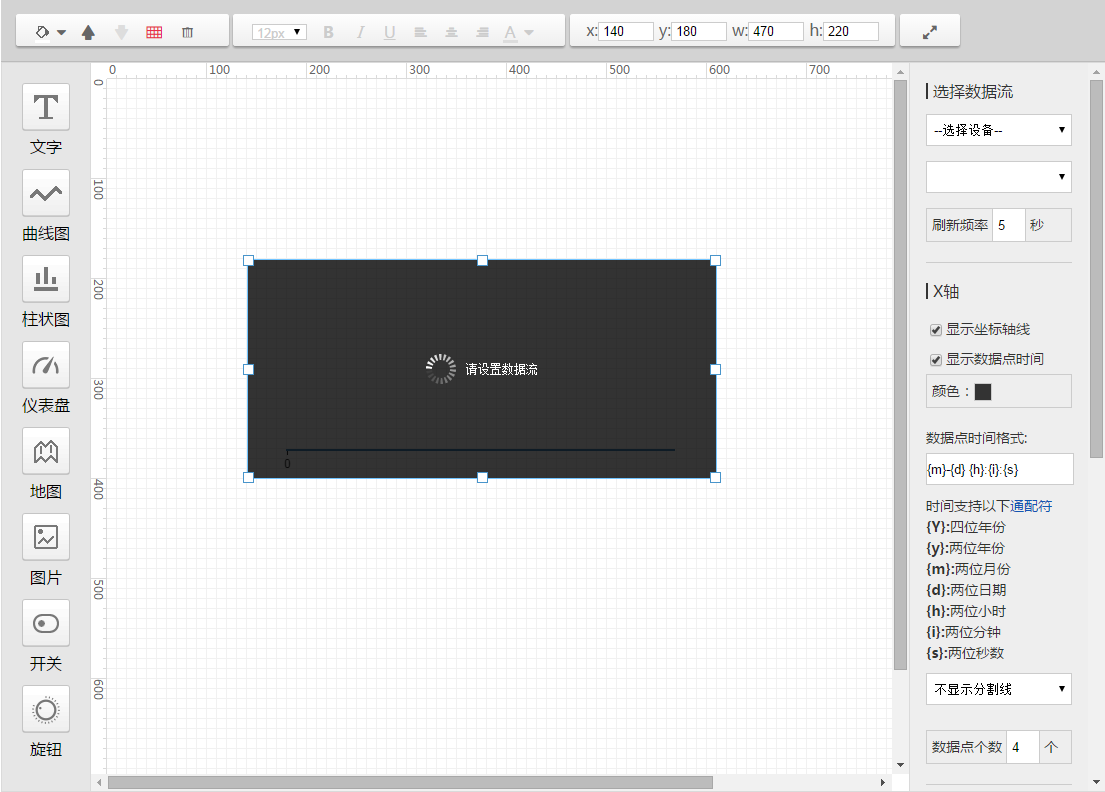 12px
B
I
U
A
x: 140
y: 180
w: 470
h: 220
0
100
200
300
400
500
600
700
0
100
200
300
400
500
600
文字
曲线图
柱状图
仪表盘
地图
图片
开关
旋钮
请设置数据流
0
选择数据流
--选择设备--
刷新频率 5 秒
X轴
显示坐标轴线
显示数据点时间
颜色：
数据点时间格式:
{m}-{d} {h}:{i}:{s}
时间支持以下通配符
{Y}:四位年份
{y}:两位年份
{m}:两位月份
{d}:两位日期
{h}:两位小时
{i}:两位分钟
{s}:两位秒数
不显示分割线
数据点个数 4 个